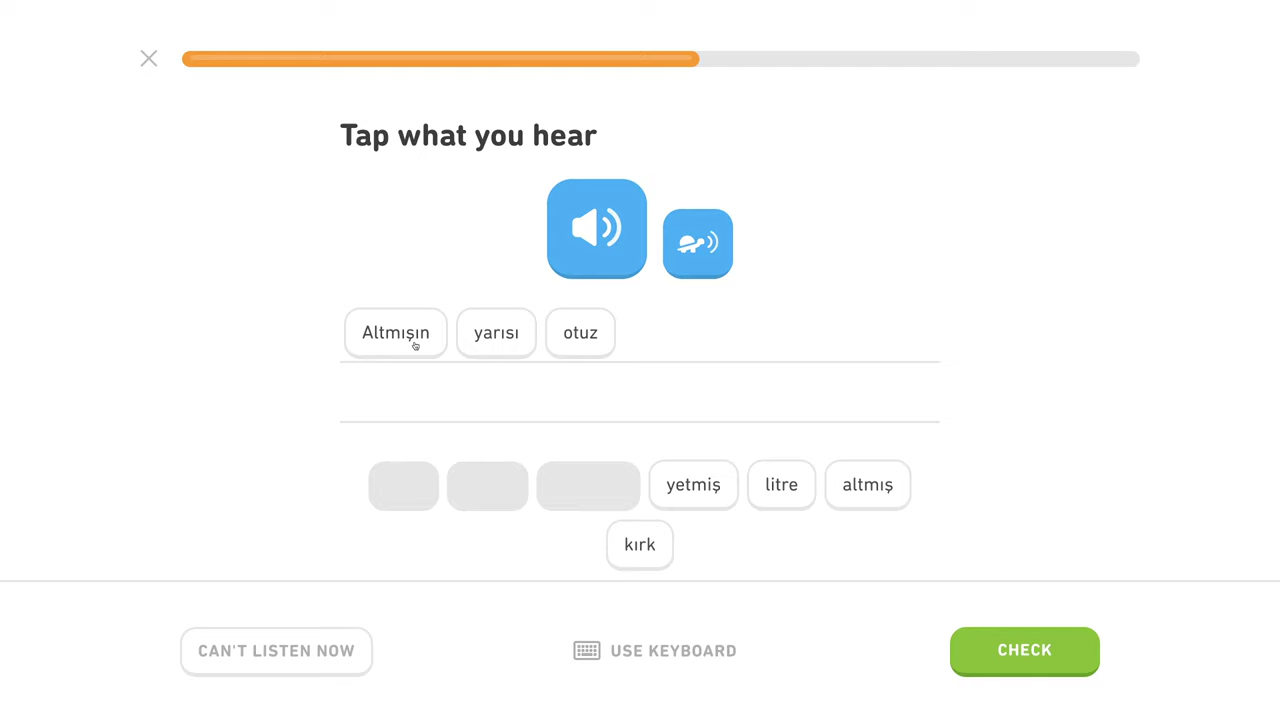 Tap what you hear
Altmışın yarısı otuz
yetmiş litre altmış
kırk
CAN'T LISTEN NOW USE KEYBOARD CHECK